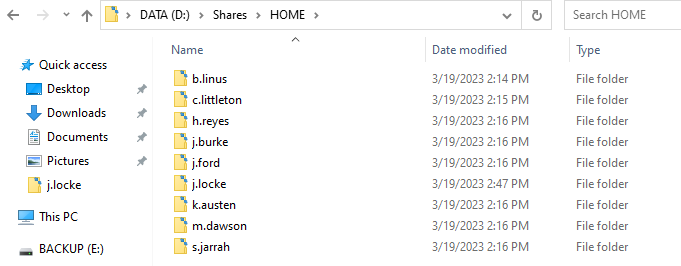 DATA (D:) > Shares > HOME >
Search HOME
Quick access
Desktop
Downloads
Documents
Pictures
j.locke
This PC
BACKUP (E:)
Name Date modified Type
b.linus 3/19/2023 2:14 PM File folder
c.littleton 3/19/2023 2:15 PM File folder
h.reyes 3/19/2023 2:16 PM File folder
j.burke 3/19/2023 2:16 PM File folder
j.ford 3/19/2023 2:16 PM File folder
j.locke 3/19/2023 2:47 PM File folder
k.austen 3/19/2023 2:16 PM File folder
m.dawson 3/19/2023 2:16 PM File folder
s.jarrah 3/19/2023 2:16 PM File folder